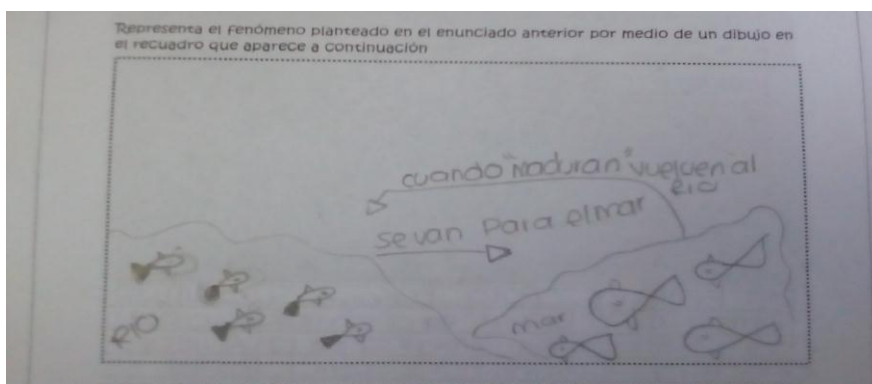 Representa el fenómeno planteado en el enunciado anterior por medio de un dibujo en
el recuadro que aparece a continuación
cuando "Maduran" vuelven al
Rio
se van para el mar
RIO
mar